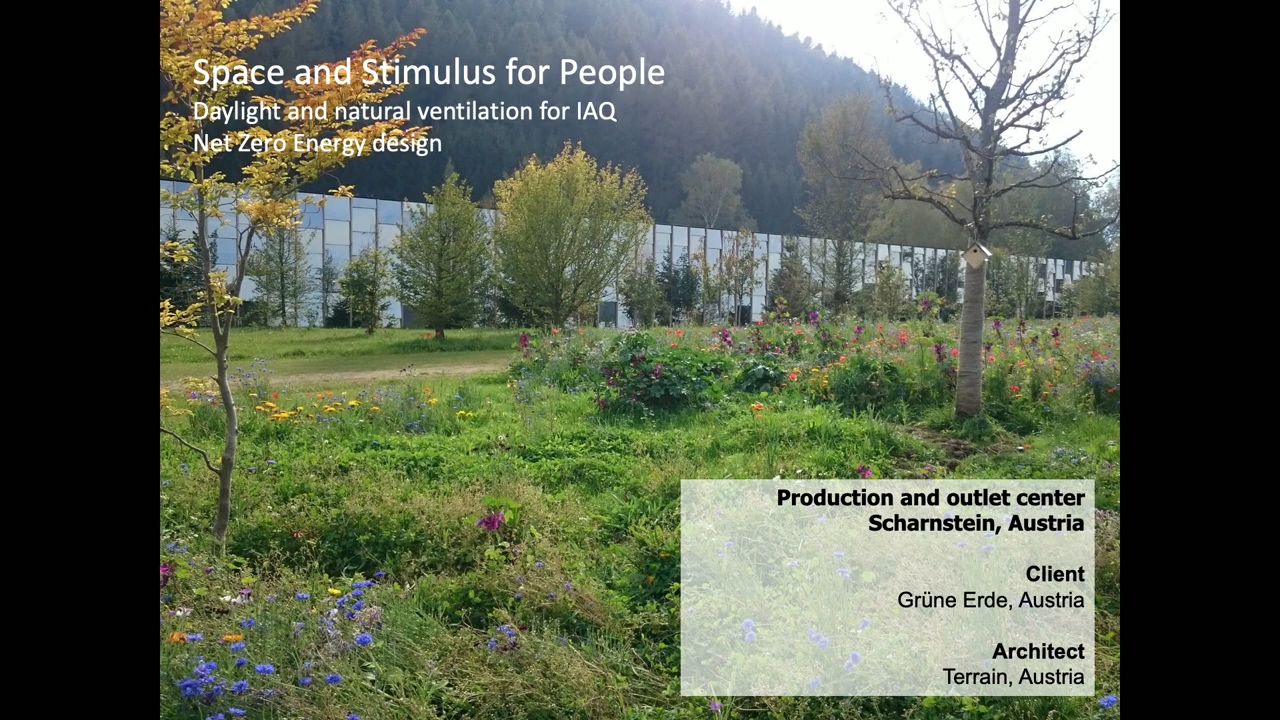 Space and Stimulus for People
Daylight and natural ventilation for IAQ
Net Zero Energy design
Production and outlet center
Scharnstein, Austria
Client
Grüne Erde, Austria
Architect
Terrain, Austria